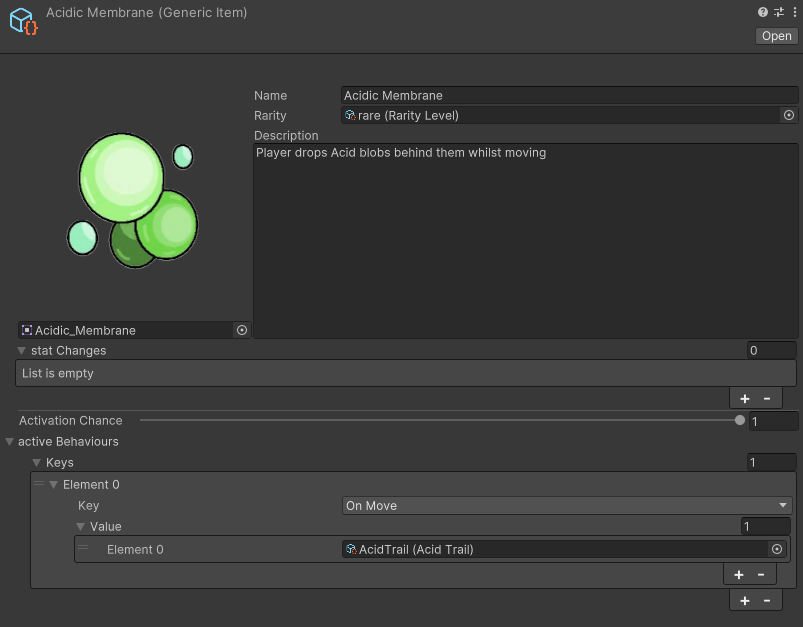 Acidic Membrane (Generic Item)
Open
Name Acidic Membrane
Rarity rare (Rarity Level)
Description
Player drops Acid blobs behind them whilst moving
Acidic_Membrane
stat Changes 0
List is empty
+ -
Activation Chance 1
active Behaviours
Keys 1
Element 0
Key On Move
Value 1
Element 0 AcidTrail (Acid Trail)
+ -
+ -